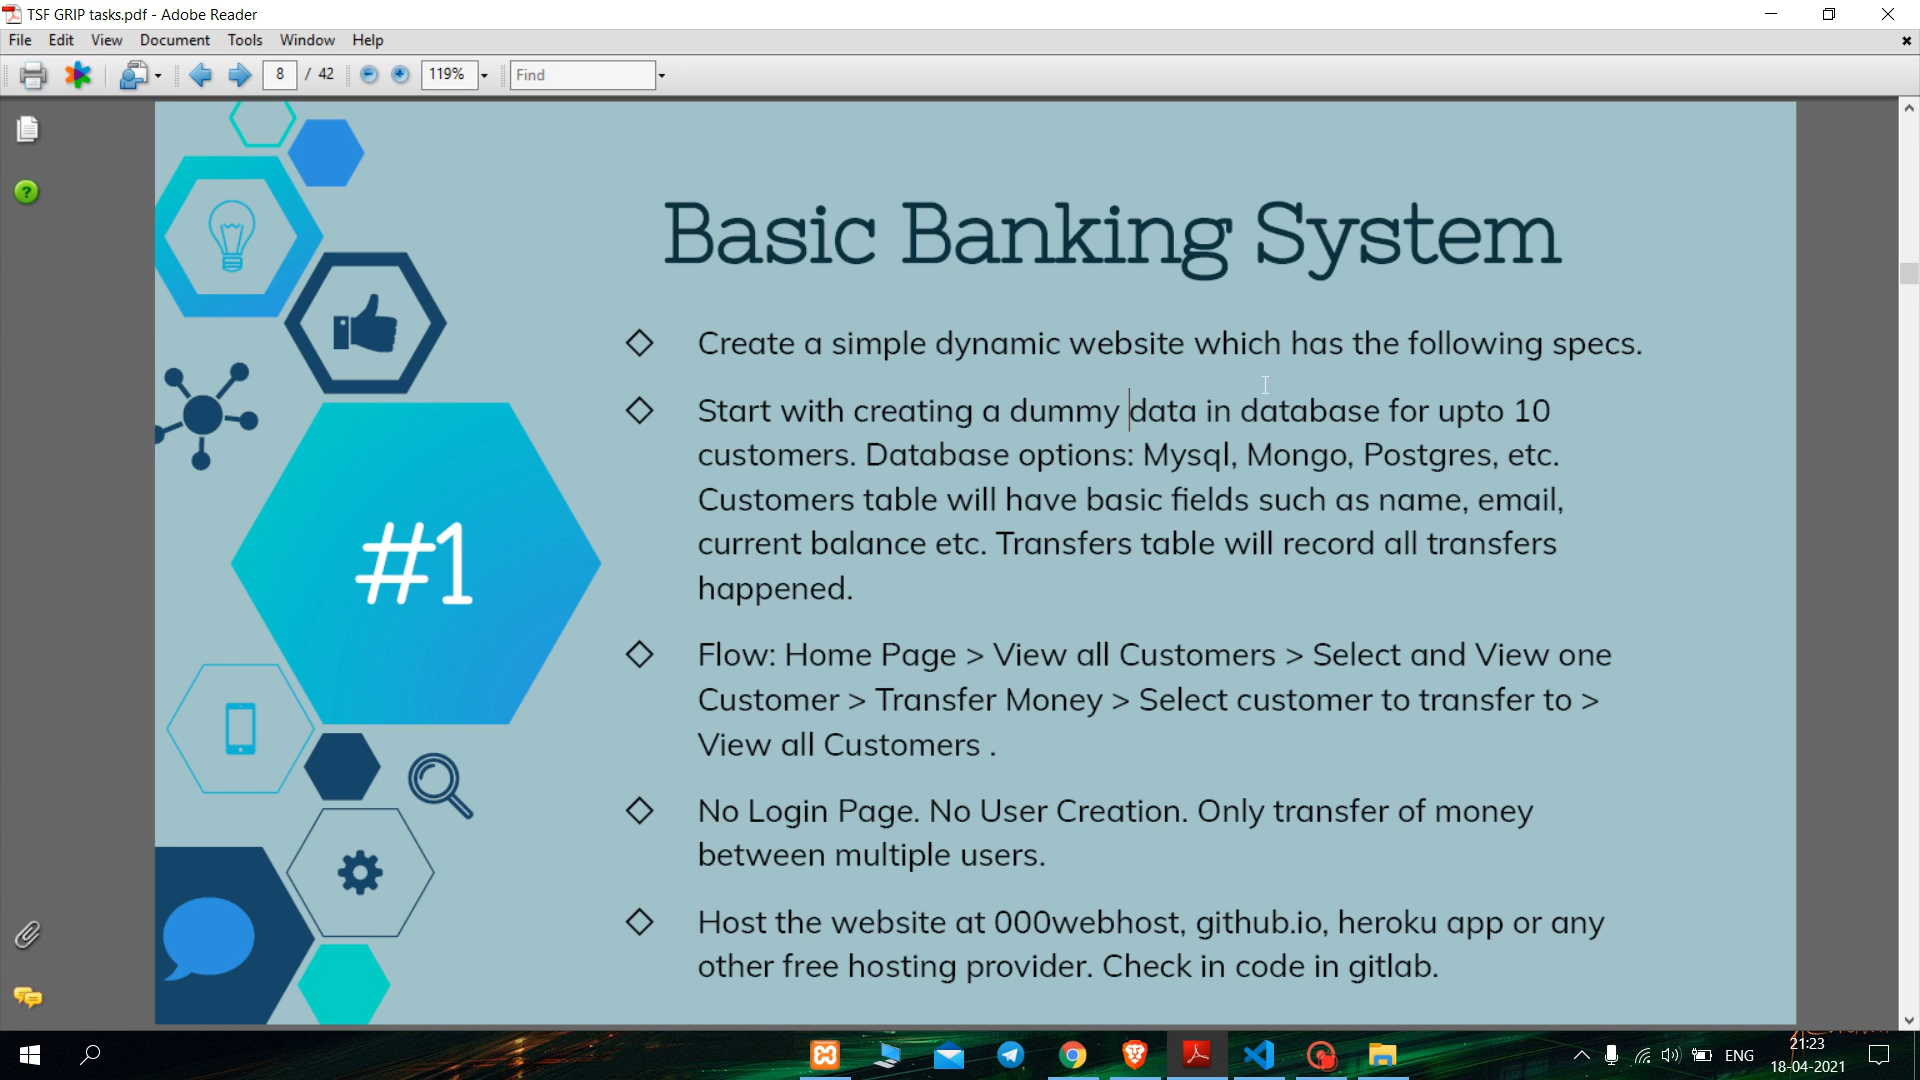 TSF GRIP tasks.pdf - Adobe Reader
File Edit View Document Tools Window Help
8 / 42 119% Find
Basic Banking System
Create a simple dynamic website which has the following specs.
Start with creating a dummy data in database for upto 10
customers. Database options: Mysql, Mongo, Postgres, etc.
Customers table will have basic fields such as name, email,
current balance etc. Transfers table will record all transfers
happened.
#1
Flow: Home Page > View all Customers > Select and View one
Customer > Transfer Money > Select customer to transfer to >
View all Customers .
No Login Page. No User Creation. Only transfer of money
between multiple users.
Host the website at 000webhost, github.io, heroku app or any
other free hosting provider. Check in code in gitlab.
ENG
21:23
18-04-2021